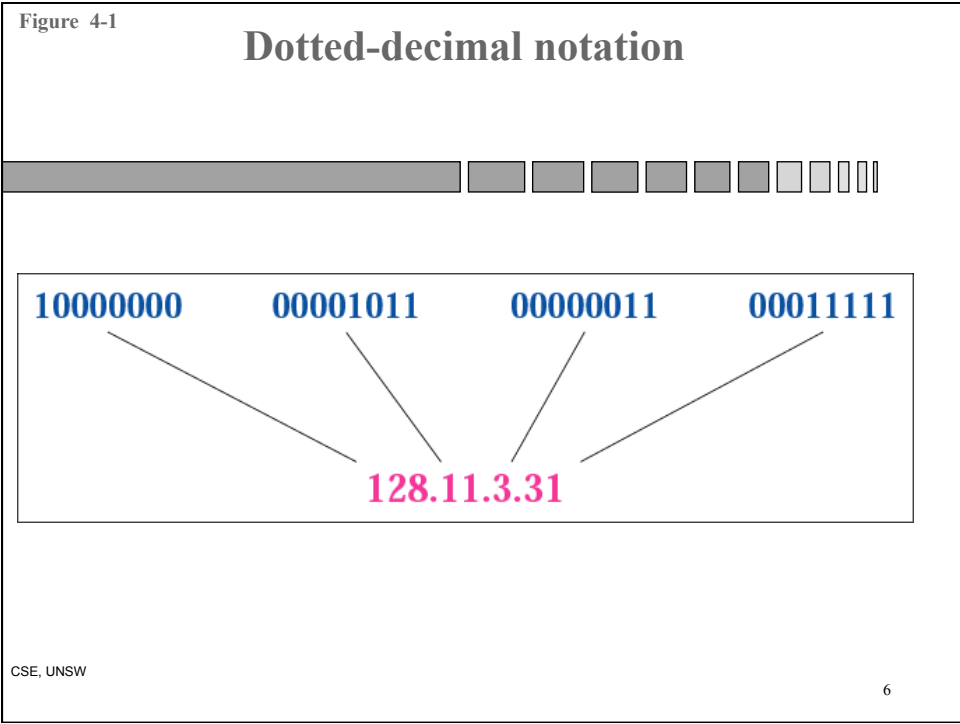 Figure 4-1
Dotted-decimal notation
10000000 00001011 00000011 00011111
128.11.3.31
CSE, UNSW
6